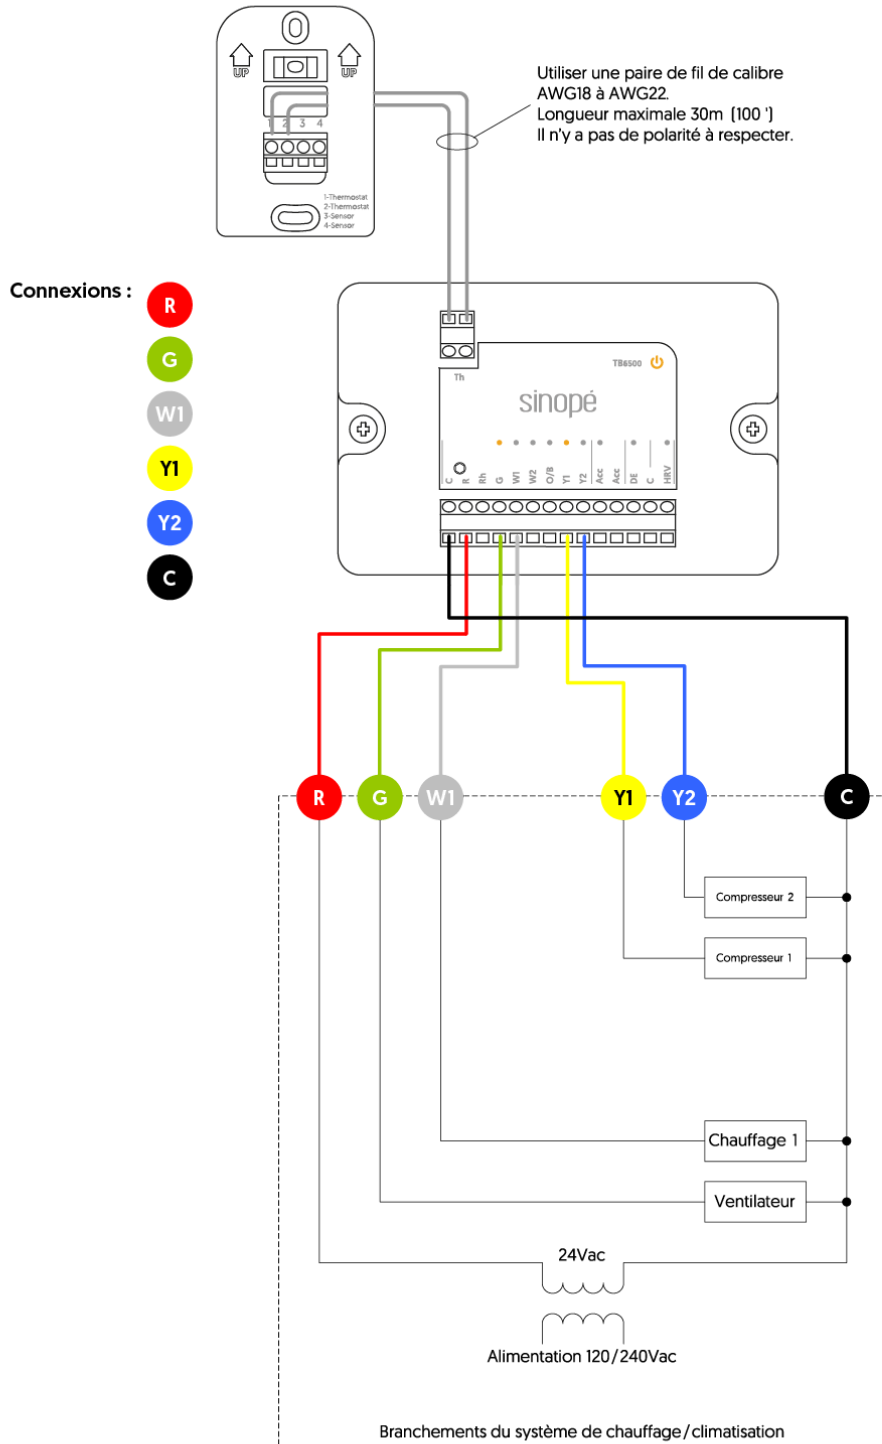 UP
UP
1 2 3 4
1-Thermostat
2-Thermostat
3-Sensor
4-Sensor
Utiliser une paire de fil de calibre
AWG18 à AWG22.
Longueur maximale 30m (100 ')
Il n'y a pas de polarité à respecter.
Connexions :
R
G
W1
Y1
Y2
C
Th
TB6500
sinopé
C R Rh G W1 W2 O/B Y1 Y2 Acc Acc DE C HRV
R G W1 Y1 Y2 C
Compresseur 2
Compresseur 1
Chauffage 1
Ventilateur
24Vac
Alimentation 120/240Vac
Branchements du système de chauffage/climatisation